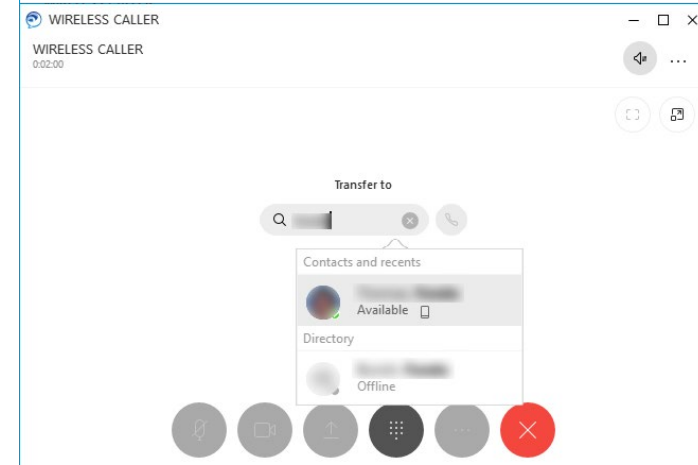 WIRELESS CALLER
WIRELESS CALLER
0:02:00
...
Transfer to
Contacts and recents
Available
Directory
Offline